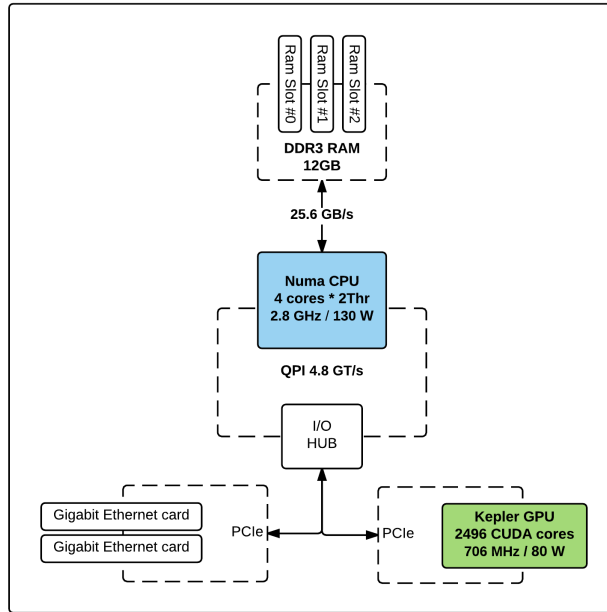 Ram Slot #0
Ram Slot #1
Ram Slot #2
DDR3 RAM
12GB
25.6 GB/s
Numa CPU
4 cores * 2Thr
2.8 GHz / 130 W
QPI 4.8 GT/s
I/O
HUB
Gigabit Ethernet card
Gigabit Ethernet card
PCIe
PCIe
Kepler GPU
2496 CUDA cores
706 MHz / 80 W